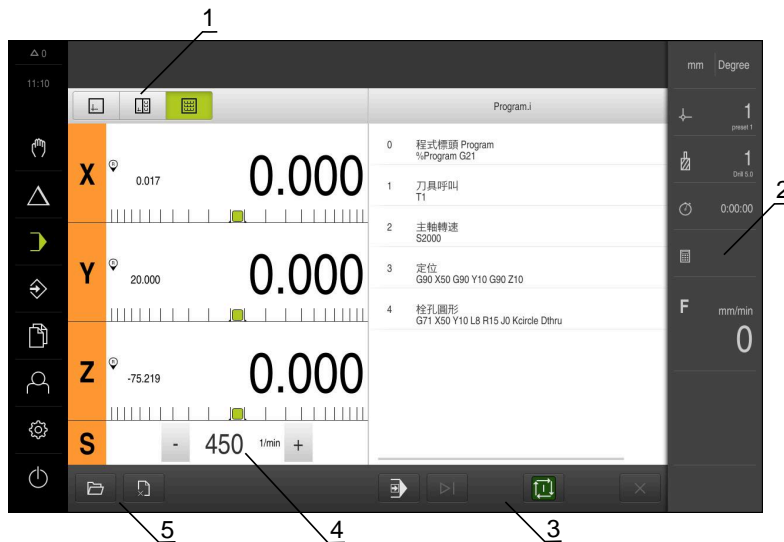 1
0
11:10
mm Degree
Program.i
1
preset 1
1
Drill 5.0
0:00:00
2
F mm/min
0
X R 0.017 0.000
Y R 20.000 0.000
Z R -75.219 0.000
S - 450 1/min +
0 程式標頭 Program
%Program G21
1 刀具呼叫
T1
2 主軸轉速
S2000
3 定位
G90 X50 G90 Y10 G90 Z10
4 栓孔圓形
G71 X50 Y10 L8 R15 J0 Kcircle Dthru
5
4
3